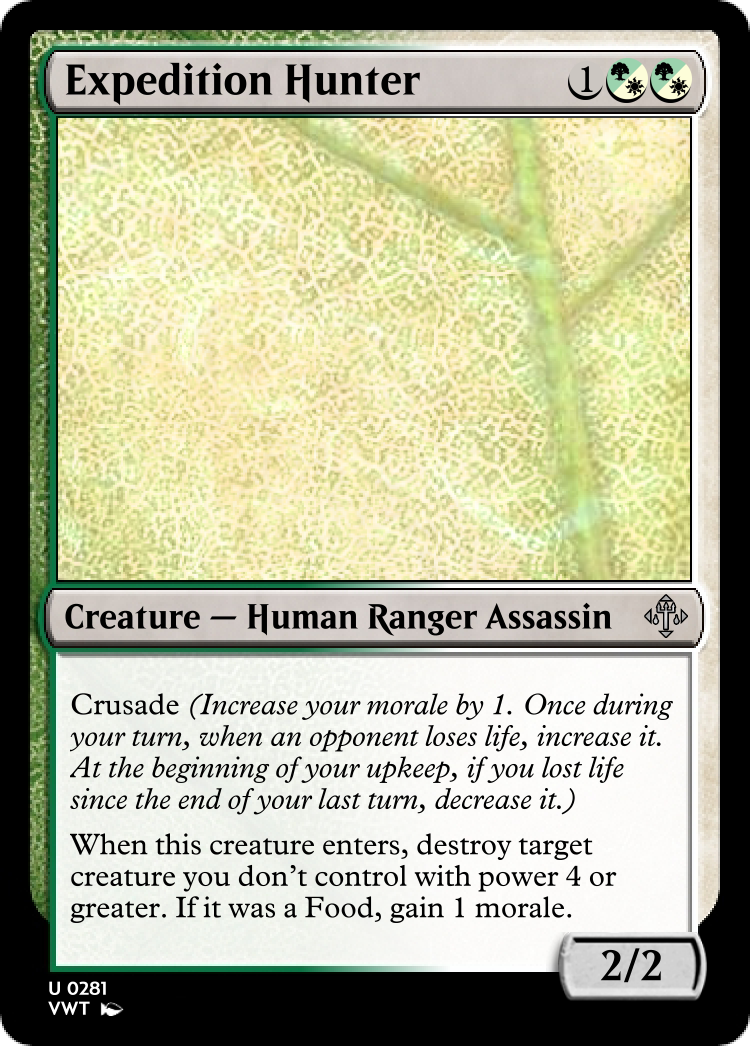 Expedition Hunter 1
Creature — Human Ranger Assassin
Crusade (Increase your morale by 1. Once during
your turn, when an opponent loses life, increase it.
At the beginning of your upkeep, if you lost life
since the end of your last turn, decrease it.)
When this creature enters, destroy target
creature you don't control with power 4 or
greater. If it was a Food, gain 1 morale.
2/2
U 0281
VWT